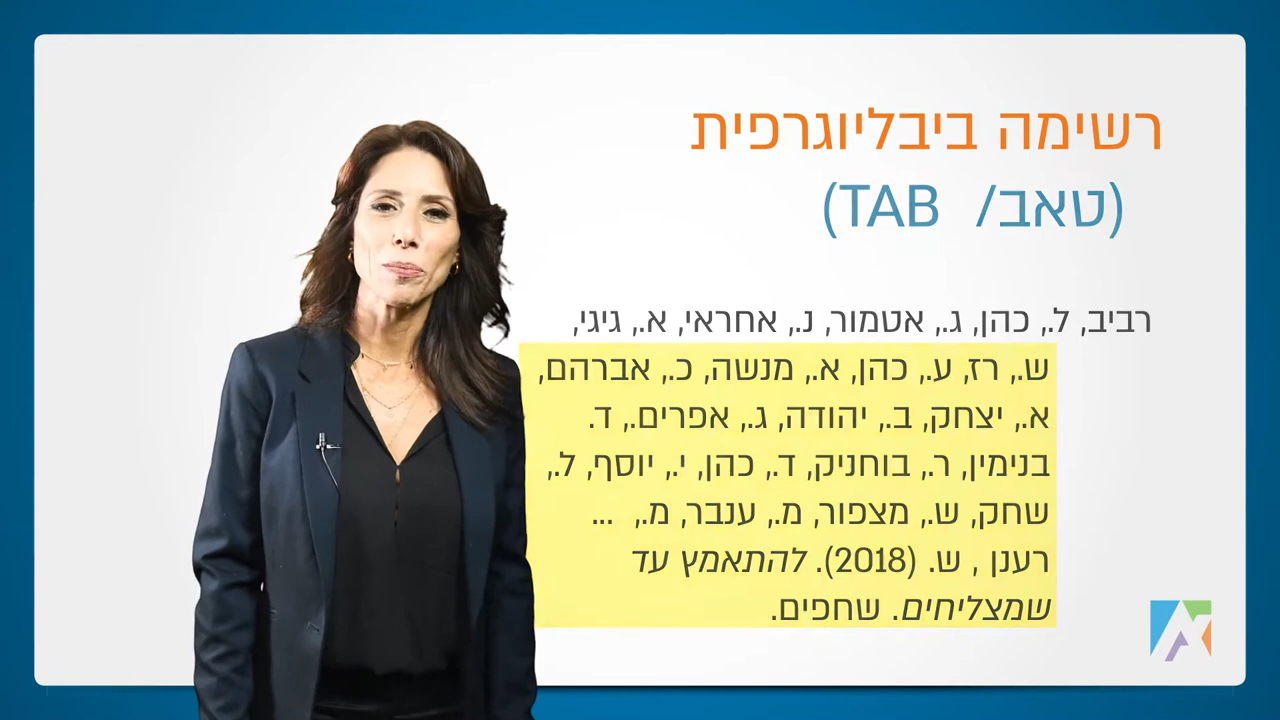 רשימה ביבליוגרפית
(טאב/ TAB)
רביב, ל., כהן, ג., אטמור, נ., אחראי, א., גיגי,
ש., רז, ע., כהן, א., מנשה, כ., אברהם,
א., יצחק, ב., יהודה, ג., אפרים., ד.
בנימין, ר., בוחניק, ד., כהן, י., יוסף, ל.,
שחק, ש., מצפור, מ., ענבר, מ., ...
רענן , ש. (2018). להתאמץ עד
שמצליחים. שחפים.